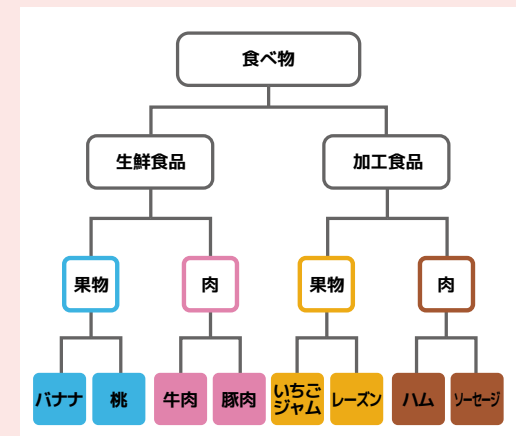 食べ物
生鮮食品
加工食品
果物
肉
果物
肉
バナナ
桃
牛肉
豚肉
いちご
ジャム
レーズン
ハム
ソーセージ